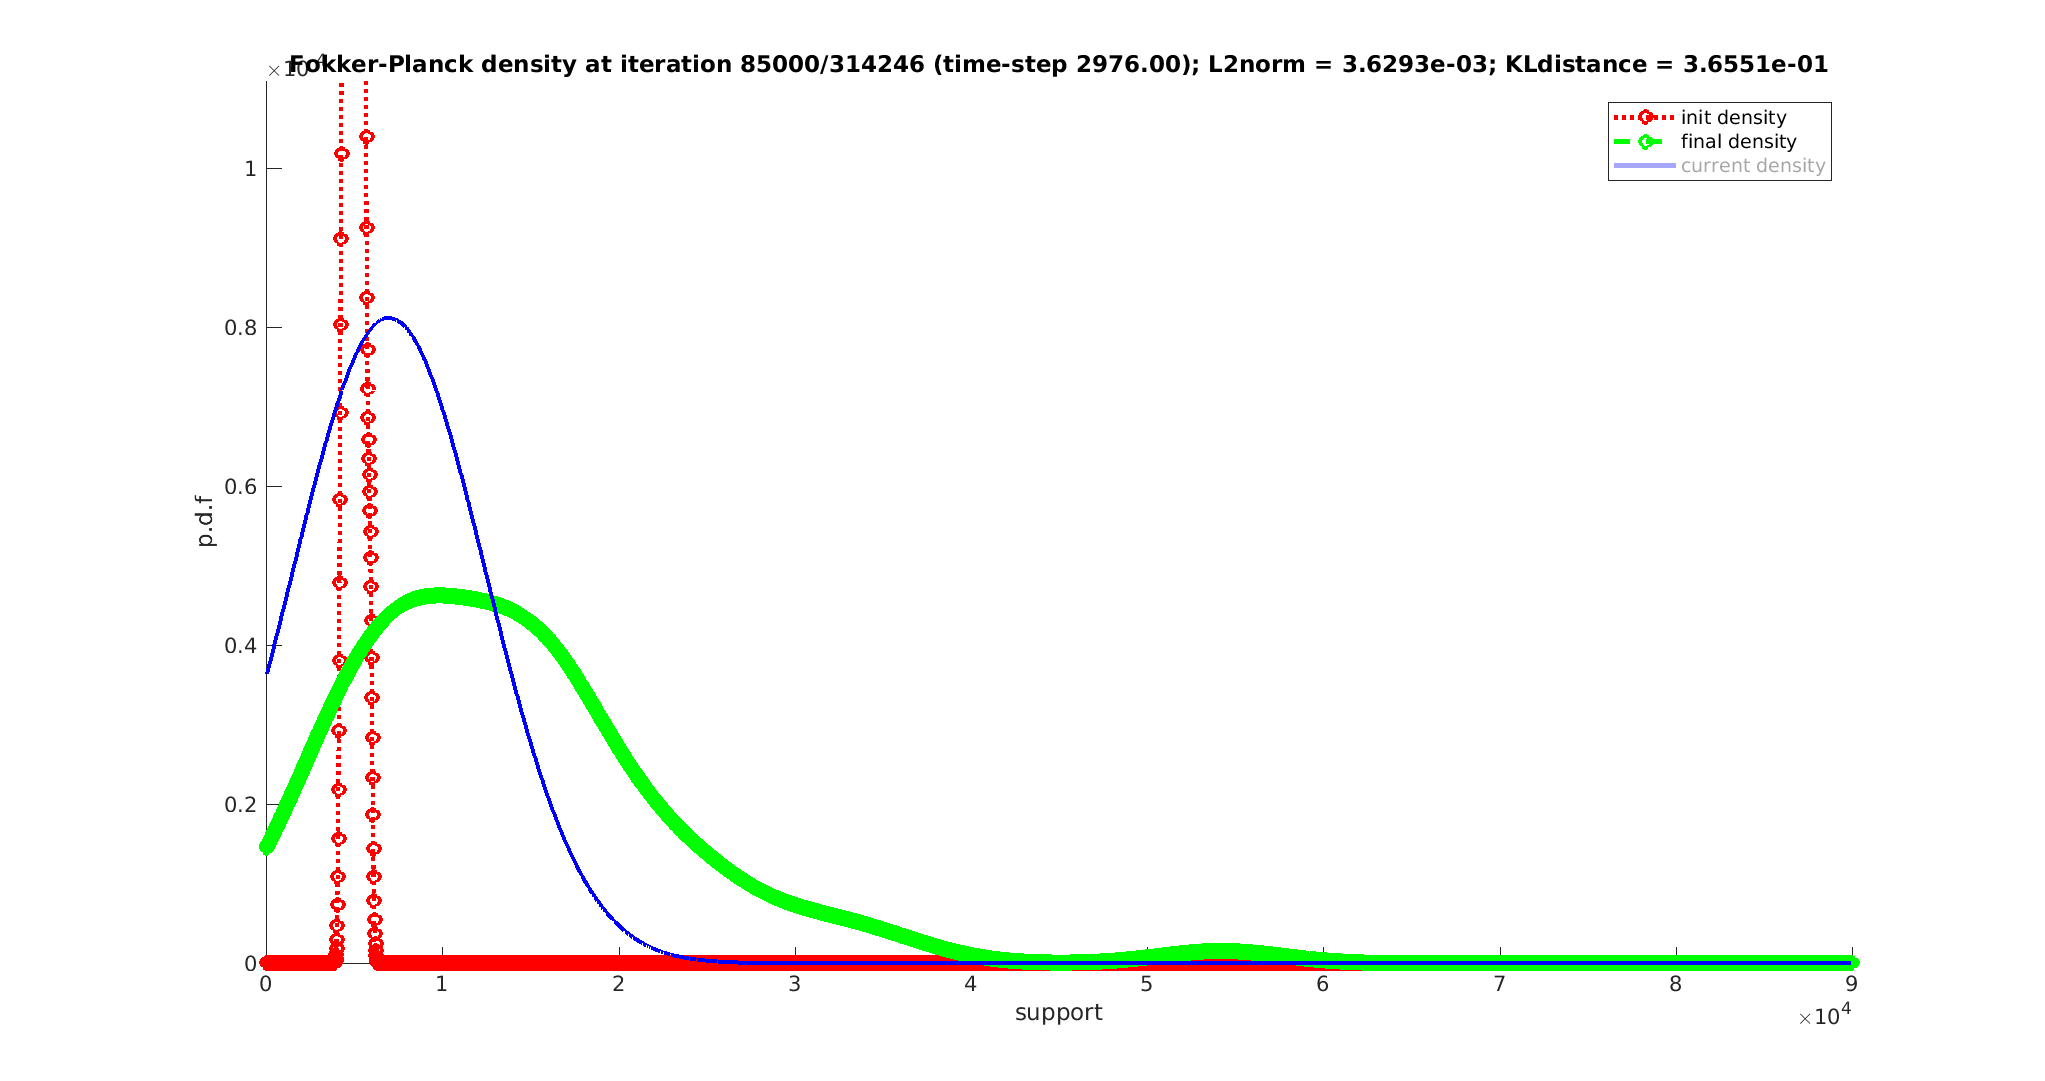 Fokker-Planck density at iteration 85000/314246 (time-step 2976.00); L2norm = 3.6293e-03; KLdistance = 3.6551e-01
init density
final density
current density
1
0.8
0.6
0.4
0.2
0
p.d.f
0 1 2 3 4 5 6 7 8 9
support
×10⁴